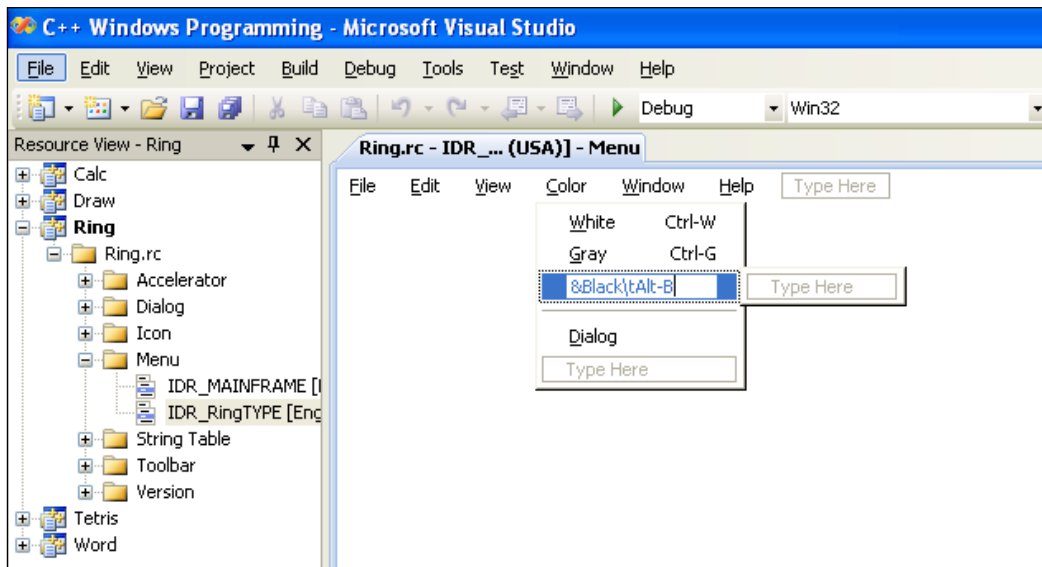 C++ Windows Programming - Microsoft Visual Studio
File Edit View Project Build Debug Tools Test Window Help
Debug Win32
Resource View - Ring
Ring.rc - IDR_... (USA)] - Menu
Calc
Draw
Ring
Ring.rc
Accelerator
Dialog
Icon
Menu
IDR_MAINFRAME [
IDR_RingTYPE [Eng
String Table
Toolbar
Version
Tetris
Word
File Edit View Color Window Help Type Here
White Ctrl-W
Gray Ctrl-G
&Black\tAlt-B Type Here
Dialog
Type Here